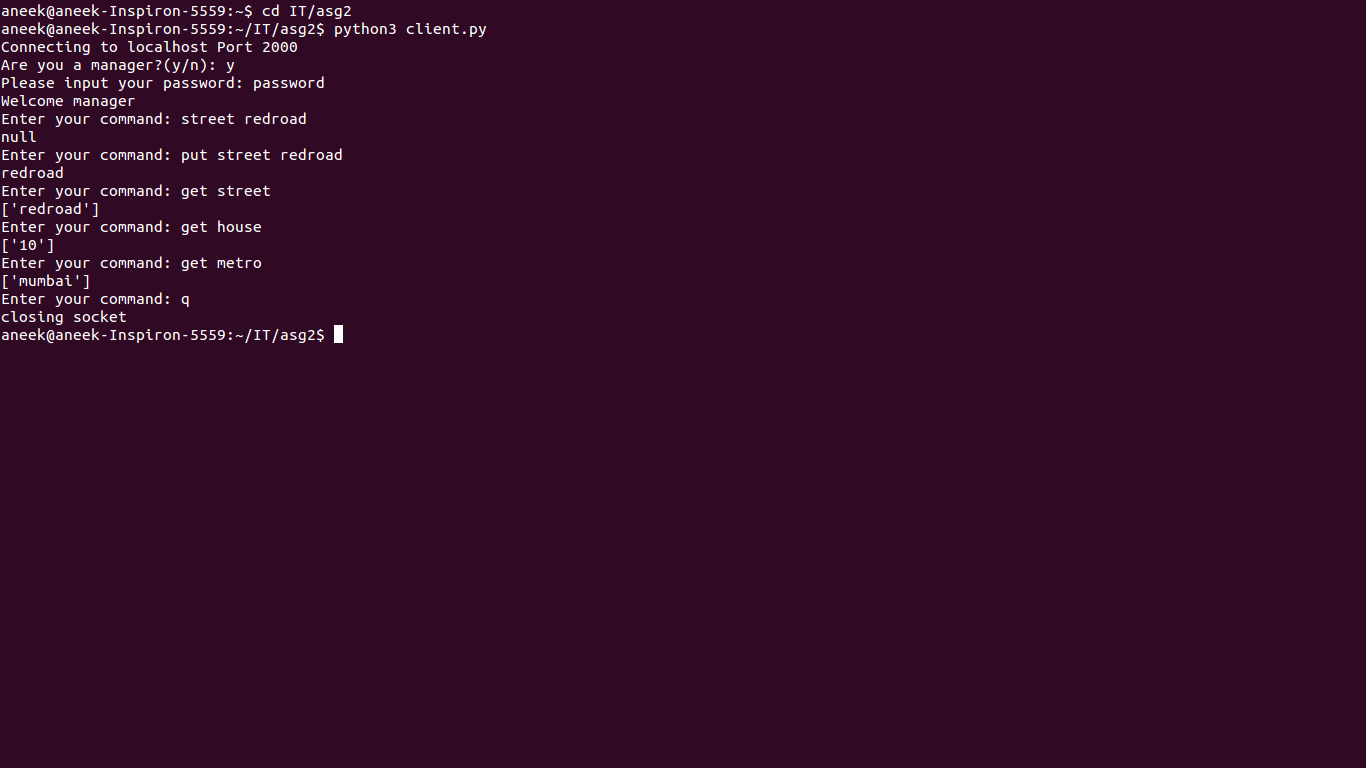 aneek@aneek-Inspiron-5559:~$ cd IT/asg2
aneek@aneek-Inspiron-5559:~/IT/asg2$ python3 client.py
Connecting to localhost Port 2000
Are you a manager?(y/n): y
Please input your password: password
Welcome manager
Enter your command: street redroad
null
Enter your command: put street redroad
redroad
Enter your command: get street
['redroad']
Enter your command: get house
['10']
Enter your command: get metro
['mumbai']
Enter your command: q
closing socket
aneek@aneek-Inspiron-5559:~/IT/asg2$